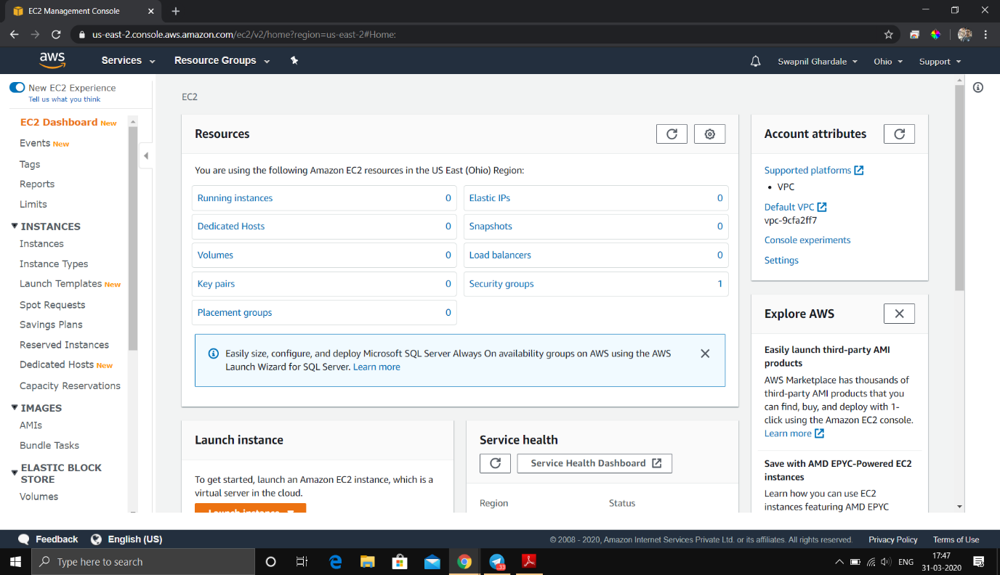 EC2 Management Console
us-east-2.console.aws.amazon.com/ec2/v2/home?region=us-east-2#Home:
aws
Services
Resource Groups
Swapnil Ghardale
Ohio
Support
New EC2 Experience
Tell us what you think
EC2 Dashboard New
Events New
Tags
Reports
Limits
INSTANCES
Instances
Instance Types
Launch Templates New
Spot Requests
Savings Plans
Reserved Instances
Dedicated Hosts New
Capacity Reservations
IMAGES
AMIs
Bundle Tasks
ELASTIC BLOCK
STORE
Volumes
EC2
Resources
You are using the following Amazon EC2 resources in the US East (Ohio) Region:
Running instances 0
Elastic IPs 0
Dedicated Hosts 0
Snapshots 0
Volumes 0
Load balancers 0
Key pairs 0
Security groups 1
Placement groups 0
Easily size, configure, and deploy Microsoft SQL Server Always On availability groups on AWS using the AWS
Launch Wizard for SQL Server. Learn more
Launch instance
To get started, launch an Amazon EC2 instance, which is a
virtual server in the cloud.
Launch instance
Service health
Service Health Dashboard
Region Status
Account attributes
Supported platforms
• VPC
Default VPC
vpc-9cfa2ff7
Console experiments
Settings
Explore AWS
Easily launch third-party AMI
products
AWS Marketplace has thousands of
third-party AMI products that you
can find, buy, and deploy with 1-
click using the Amazon EC2 console.
Learn more
Save with AMD EPYC-Powered EC2
instances
Learn how you can use EC2
instances featuring AMD EPYC
Feedback
English (US)
© 2008 - 2020, Amazon Internet Services Private Ltd. or its affiliates. All rights reserved.
Privacy Policy
Terms of Use
Type here to search
33
ENG
17:47
31-03-2020